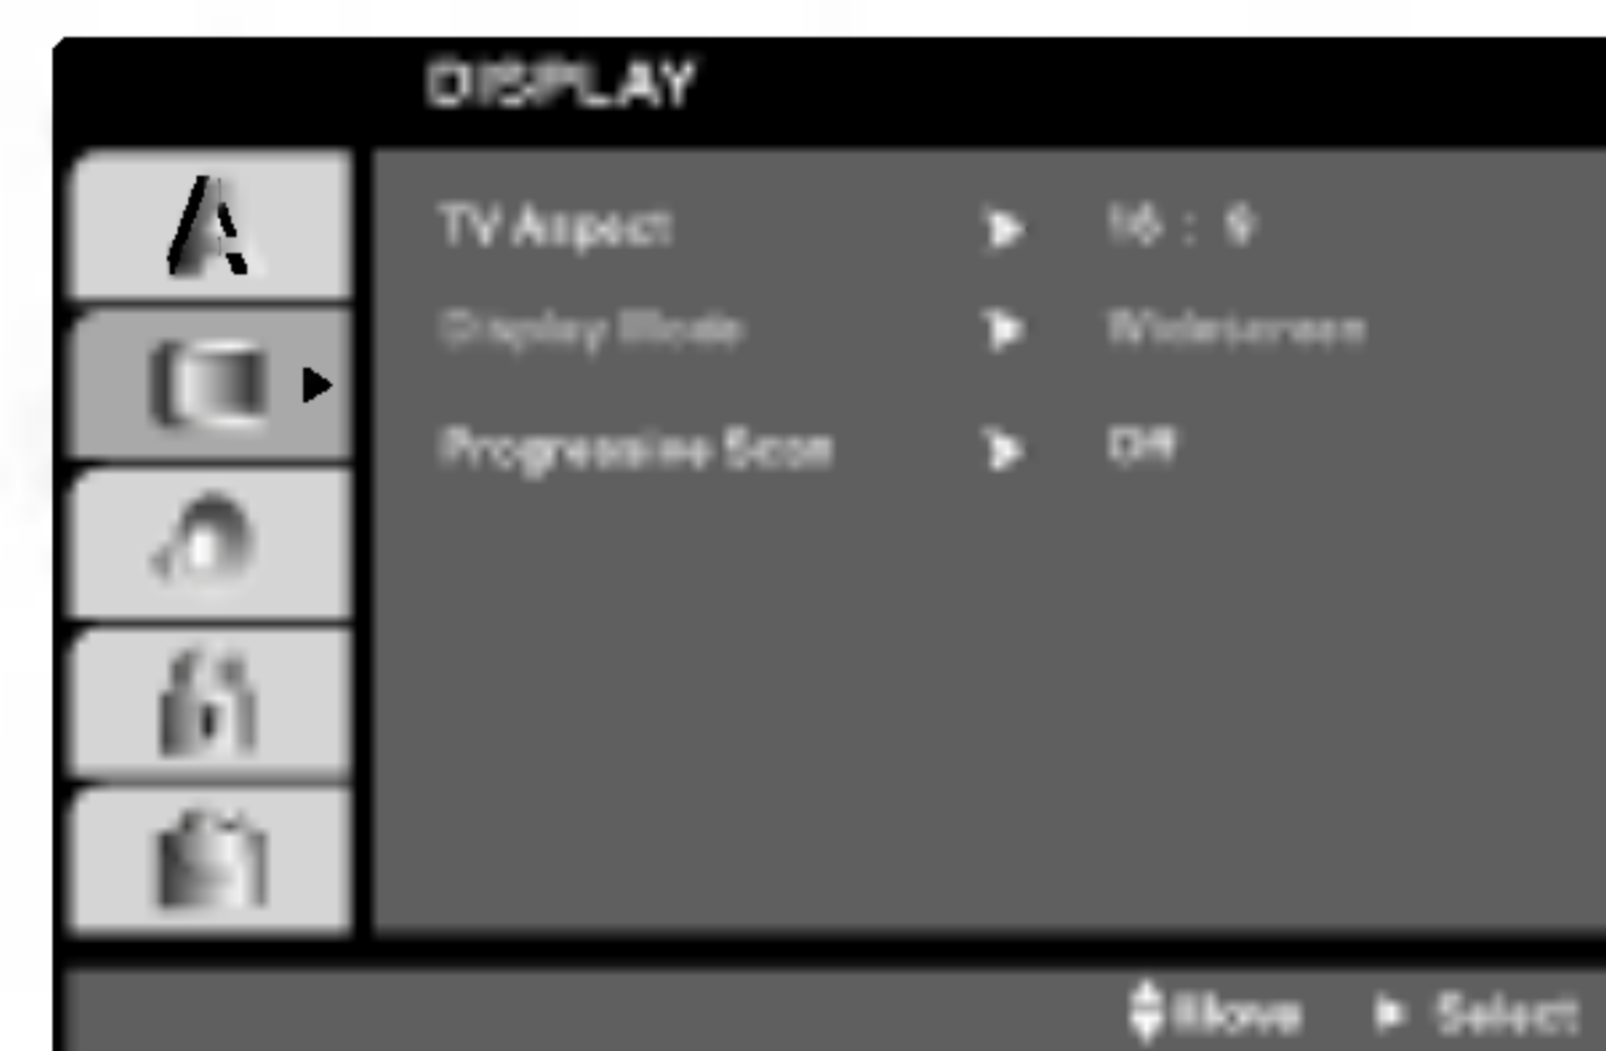 DISPLAY
TV Aspect 16 : 9
Display Mode Widescreen
Progressive Scan Off
Move Select